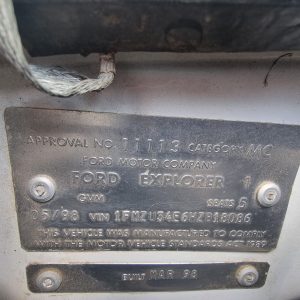 APPROVAL NO. 11113 CATEGORY MC
FORD MOTOR COMPANY
FORD EXPLORER 1
GVM SEATS 5
05/98 VIN
THIS VEHICLE WAS MANUFACTURED TO COMPLY
WITH THE MOTOR VEHICLE STANDARDS ACT 1989
BUILT MAR 98